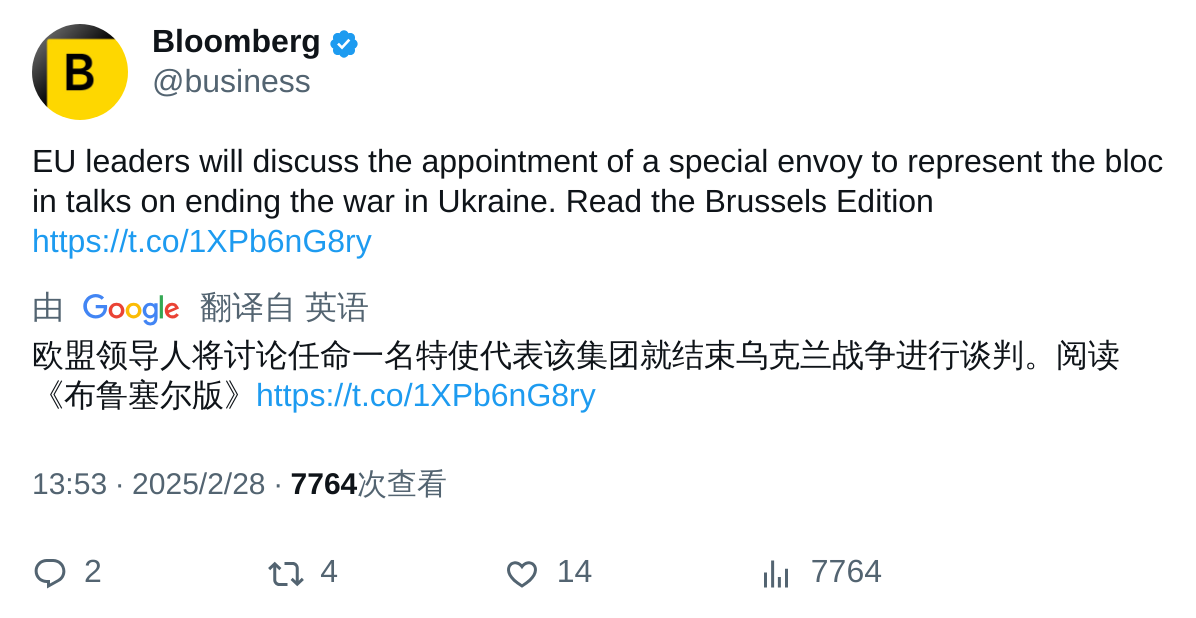 B
Bloomberg
@business
EU leaders will discuss the appointment of a special envoy to represent the bloc
in talks on ending the war in Ukraine. Read the Brussels Edition
https://t.co/1XPb6nG8ry
由 Google 翻译自 英语
欧盟领导人将讨论任命一名特使代表该集团就结束乌克兰战争进行谈判。阅读
《布鲁塞尔版》https://t.co/1XPb6nG8ry
13:53 · 2025/2/28 · 7764次查看
2 4 14 7764